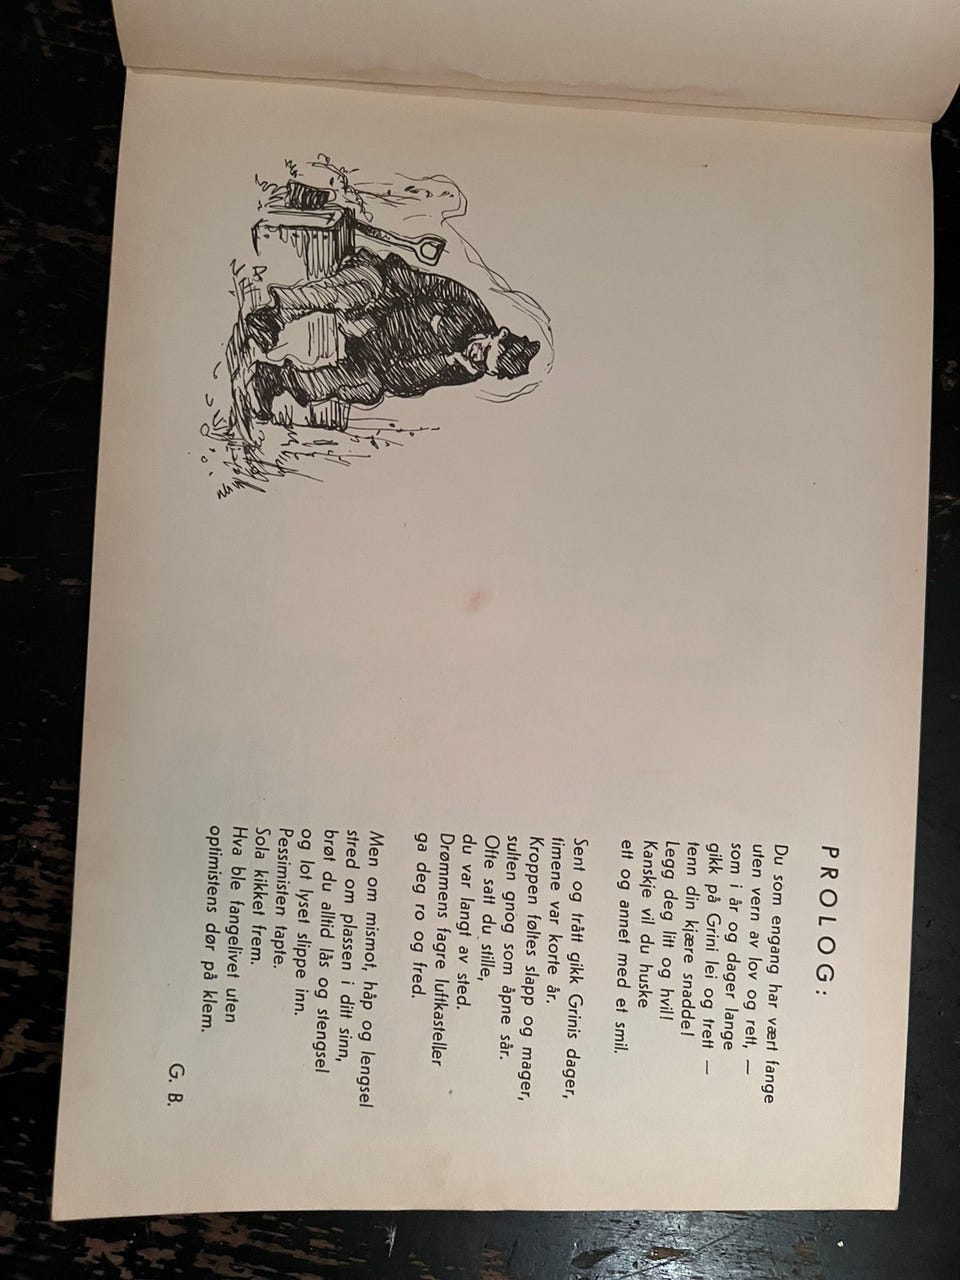 PROLOG:
Du som engang har vært fange
uten vern av lov og rett, —
som i år og dager lange
gikk på Grini lei og trett —
tenn din kjære snadde!
Legg deg litt og hvil!
Kanskje vil du huske
ett og annet med et smil.
Sent og trått gikk Grinis dager,
timene var korte år.
Kroppen føltes slapp og mager,
sulten gnog som åpne sår.
Ofte satt du stille,
du var langt av sted.
Drømmens fagre luftkasteller
ga deg ro og fred.
Men om mismot, håp og lengsel
stred om plassen i ditt sinn,
brøt du alltid lås og stengsel
og lot lyset slippe inn.
Pessimisten tapte.
Sola kikket frem.
Hva ble fangelivet uten
optimistens dør på klem.
G. B.